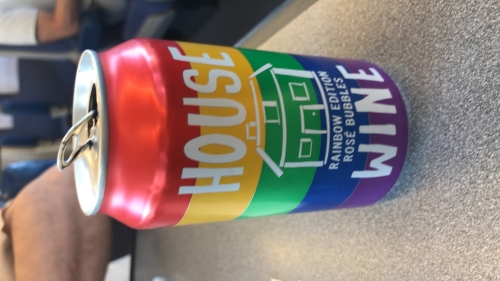 HOUSE
RAINBOW EDITION
ROSÉ BUBBLES
WINE